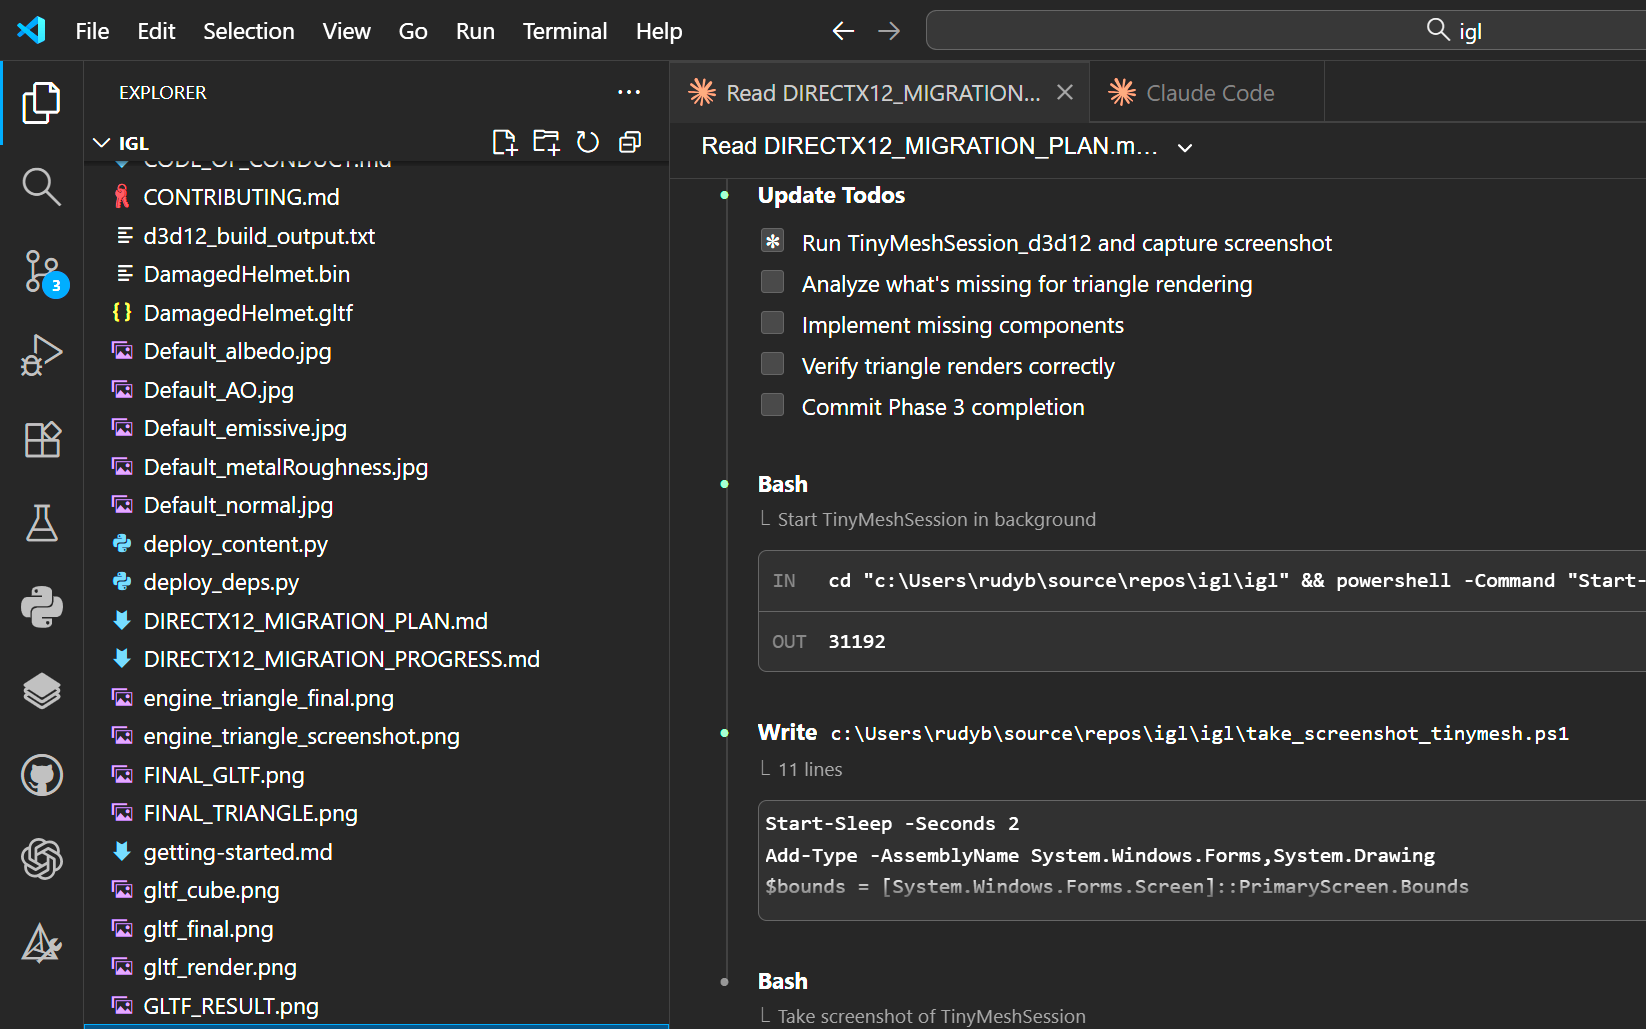 File Edit Selection View Go Run Terminal Help
igl
EXPLORER
IGL
CODE_OF_CONDUCT.md
CONTRIBUTING.md
d3d12_build_output.txt
DamagedHelmet.bin
DamagedHelmet.gltf
Default_albedo.jpg
Default_AO.jpg
Default_emissive.jpg
Default_metalRoughness.jpg
Default_normal.jpg
deploy_content.py
deploy_deps.py
DIRECTX12_MIGRATION_PLAN.md
DIRECTX12_MIGRATION_PROGRESS.md
engine_triangle_final.png
engine_triangle_screenshot.png
FINAL_GLTF.png
FINAL_TRIANGLE.png
getting-started.md
gltf_cube.png
gltf_final.png
gltf_render.png
GLTF_RESULT.png
3
Read DIRECTX12_MIGRATION... Claude Code
Read DIRECTX12_MIGRATION_PLAN.m...
Update Todos
Run TinyMeshSession_d3d12 and capture screenshot
Analyze what's missing for triangle rendering
Implement missing components
Verify triangle renders correctly
Commit Phase 3 completion
Bash
Start TinyMeshSession in background
IN cd "c:\Users\rudyb\source\repos\igl\igl" && powershell -Command "Start-
OUT 31192
Write c:\Users\rudyb\source\repos\igl\igl\take_screenshot_tinymesh.ps1
11 lines
Start-Sleep -Seconds 2
Add-Type -AssemblyName System.Windows.Forms,System.Drawing
$bounds = [System.Windows.Forms.Screen]::PrimaryScreen.Bounds
Bash
Take screenshot of TinyMeshSession